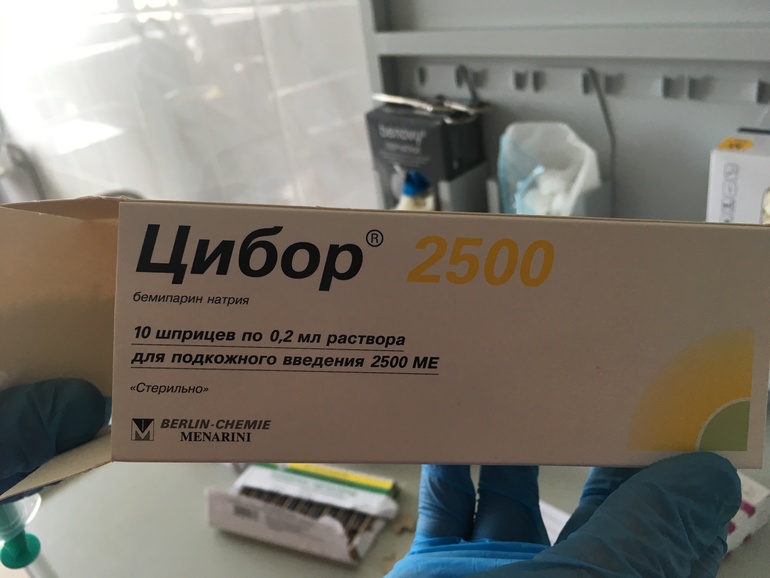 benovy®
Цибор® 2500
бемипарин натрия
10 шприцев по 0,2 мл раствора
для подкожного введения 2500 МЕ
«Стерильно»
BERLIN-CHEMIE
MENARINI